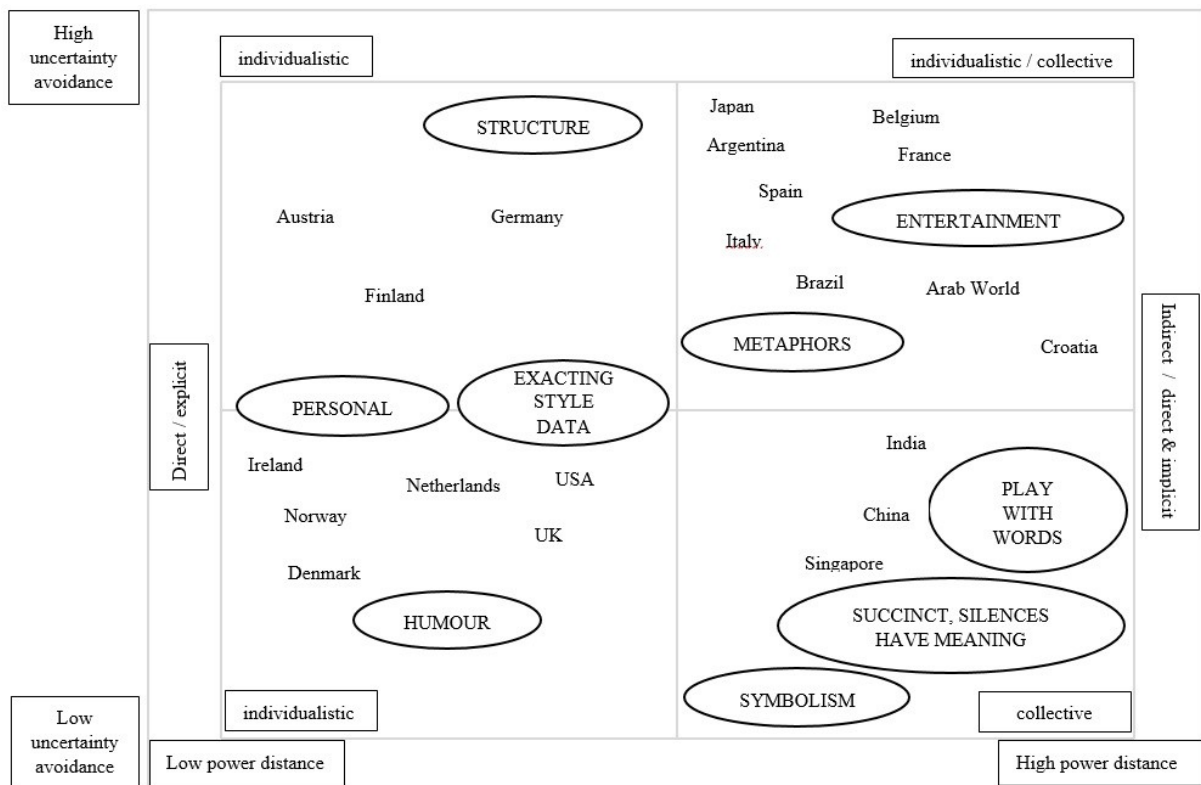 High
uncertainty
avoidance
individualistic
individualistic / collective
STRUCTURE
Japan
Belgium
Argentina
France
Spain
Austria
Germany
ENTERTAINMENT
Italy
Brazil
Arab World
Finland
METAPHORS
Croatia
Direct / explicit
PERSONAL
EXACTING
STYLE
DATA
Indirect / direct & implicit
Ireland
Netherlands
USA
Norway
UK
Denmark
HUMOUR
India
PLAY
WITH
WORDS
China
Singapore
SUCCINCT, SILENCES
HAVE MEANING
SYMBOLISM
individualistic
collective
Low
uncertainty
avoidance
Low power distance
High power distance